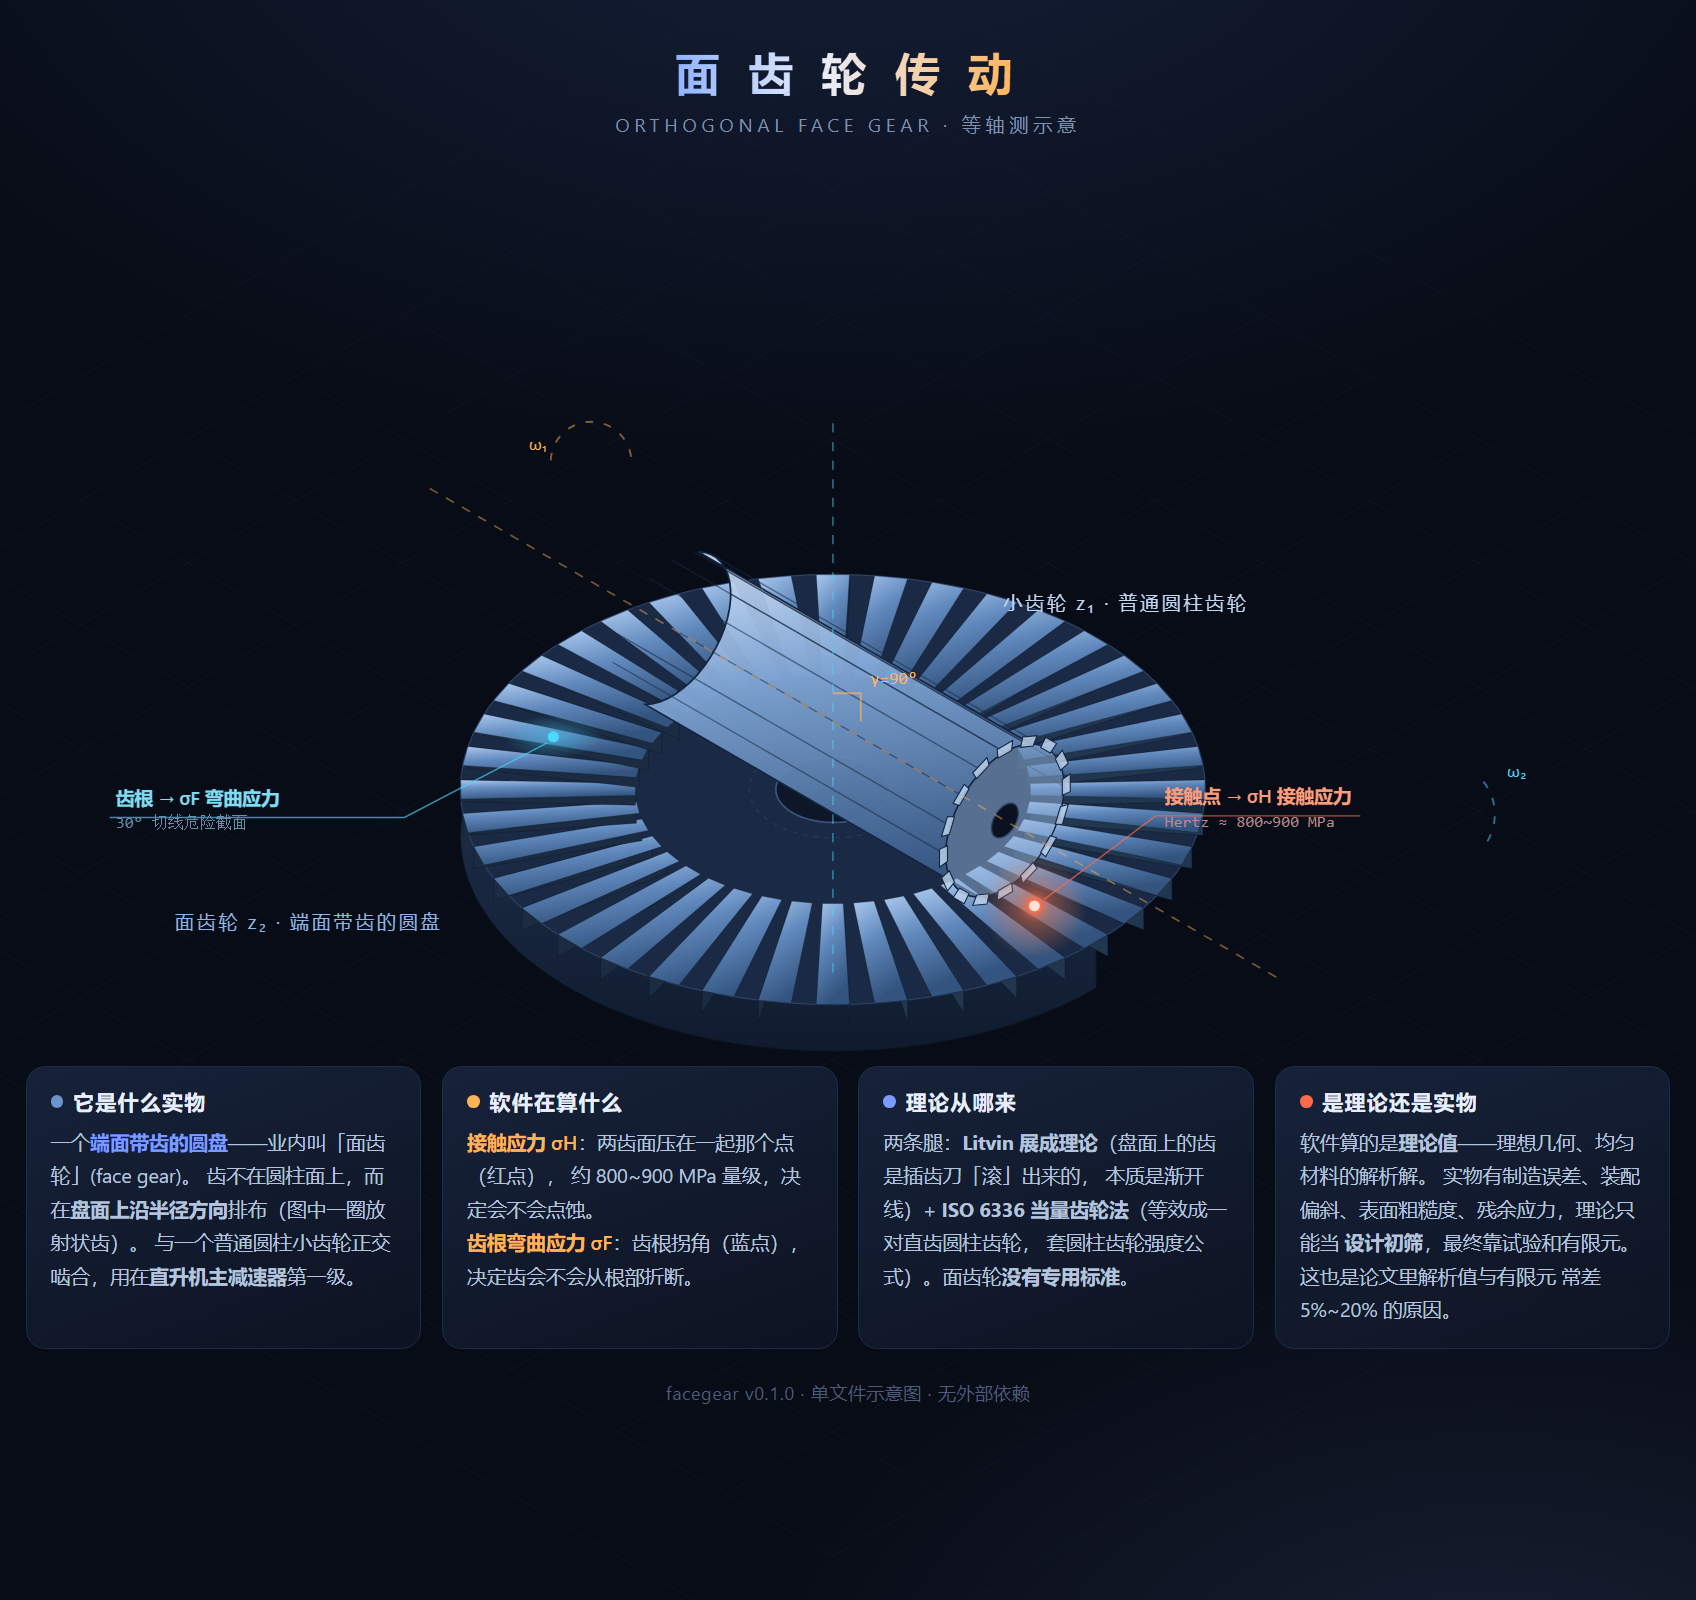 面齿轮传动
ORTHOGONAL FACE GEAR · 等轴测示意
ω₁
小齿轮 z₁ · 普通圆柱齿轮
γ=90°
ω₂
齿根 → σF 弯曲应力
30° 切线危险截面
接触点 → σH 接触应力
Hertz ≈ 800~900 MPa
面齿轮 z₂ · 端面带齿的圆盘
它是什么实物
一个端面带齿的圆盘——业内叫「面齿
轮」(face gear)。 齿不在圆柱面上，而
在盘面上沿半径方向排布（图中一圈放
射状齿）。 与一个普通圆柱小齿轮正交
啮合，用在直升机主减速器第一级。
软件在算什么
接触应力 σH：两齿面压在一起那个点
（红点）， 约 800~900 MPa 量级，决
定会不会点蚀。
齿根弯曲应力 σF：齿根拐角（蓝点），
决定齿会不会从根部折断。
理论从哪来
两条腿：Litvin 展成理论（盘面上的齿
是插齿刀「滚」出来的， 本质是渐开
线）+ ISO 6336 当量齿轮法（等效成一
对直齿圆柱齿轮， 套圆柱齿轮强度公
式）。面齿轮没有专用标准。
是理论还是实物
软件算的是理论值——理想几何、均匀
材料的解析解。 实物有制造误差、装配
偏斜、表面粗糙度、残余应力，理论只
能当 设计初筛，最终靠试验和有限元。
这也是论文里解析值与有限元 常差
5%~20% 的原因。
facegear v0.1.0 · 单文件示意图 · 无外部依赖